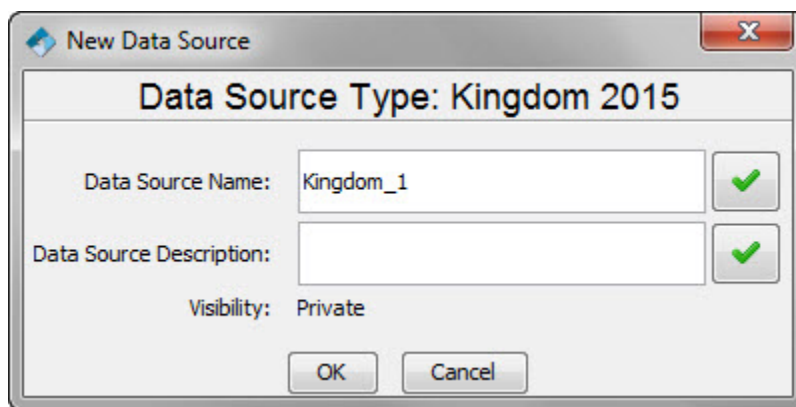 New Data Source
Data Source Type: Kingdom 2015
Data Source Name: Kingdom_1
Data Source Description:
Visibility: Private
OK Cancel